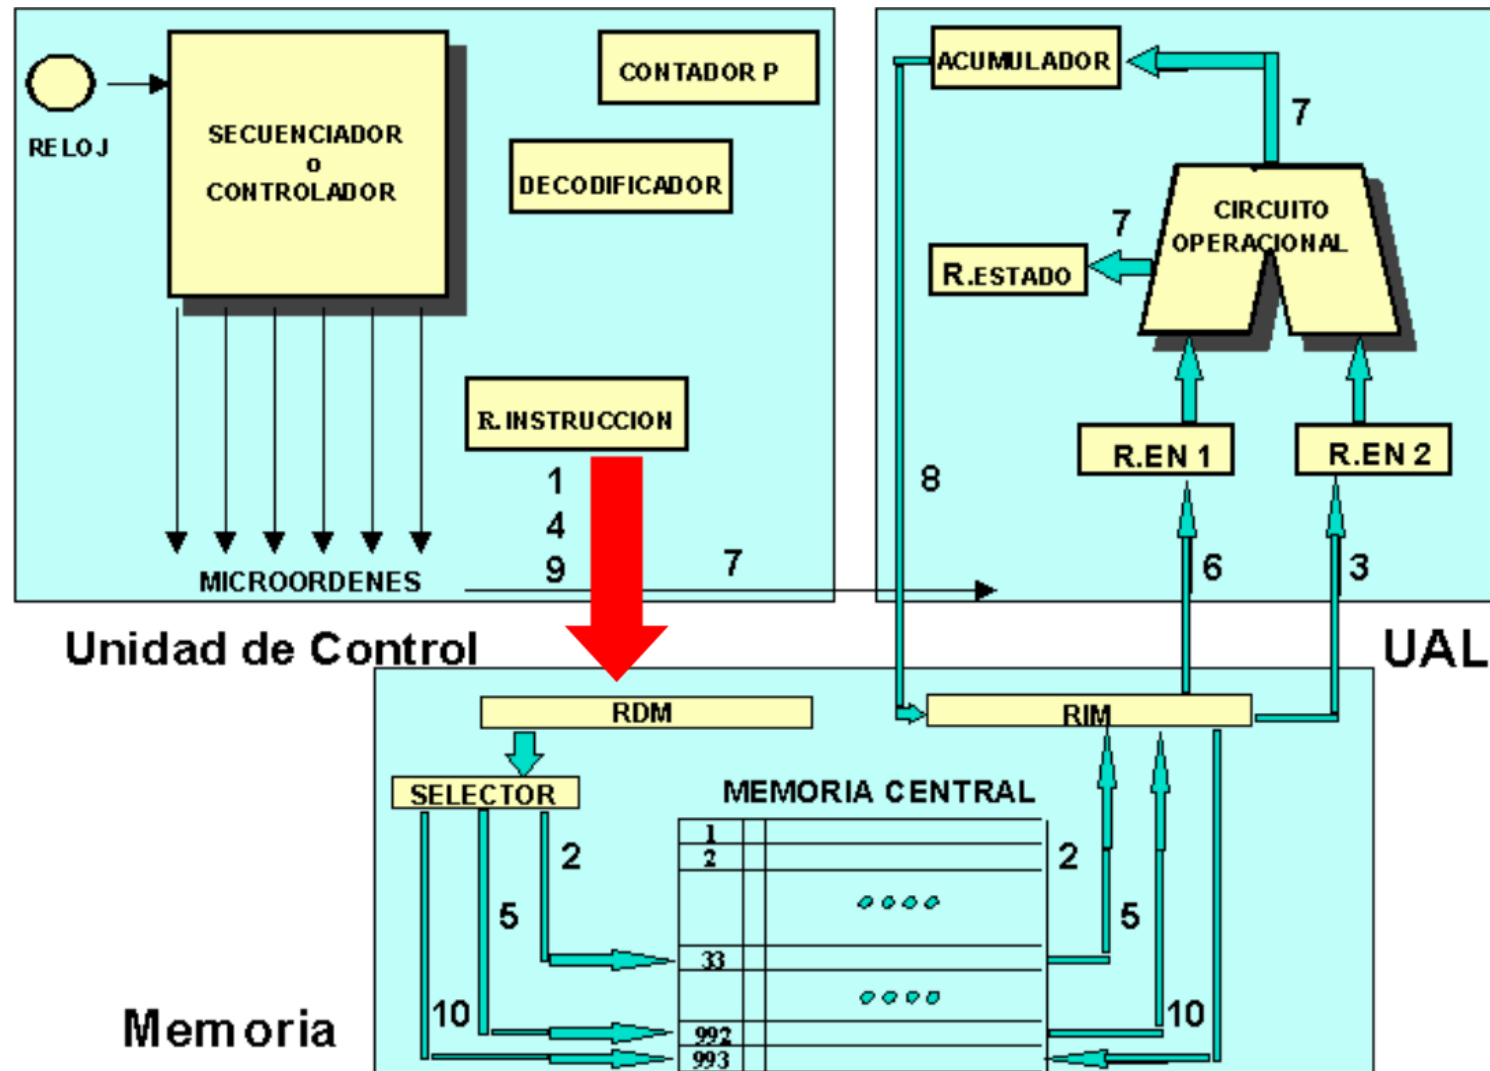 RELOJ
SECUENCIADOR
o
CONTROLADOR
CONTADOR P
DECODIFICADOR
R.INSTRUCCION
1
4
9
7
MICROORDENES
Unidad de Control
ACUMULADOR
7
CIRCUITO
OPERACIONAL
7
R.ESTADO
R.EN 1
R.EN 2
8
6
3
UAL
RDM
RIM
SELECTOR
MEMORIA CENTRAL
1
2
2
2
5
5
33
10
10
992
993
Memoria